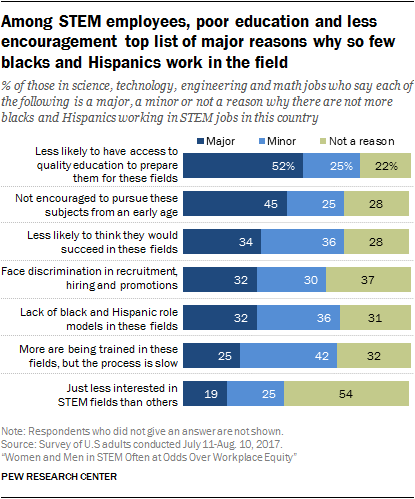 Among STEM employees, poor education and less
encouragement top list of major reasons why so few
blacks and Hispanics work in the field
% of those in science, technology, engineering and math jobs who say each of
the following is a major, a minor or not a reason why there are not more
blacks and Hispanics working in STEM jobs in this country
Major Minor Not a reason
Less likely to have access to
quality education to prepare
them for these fields
52% 25% 22%
Not encouraged to pursue these
subjects from an early age
45 25 28
Less likely to think they would
succeed in these fields
34 36 28
Face discrimination in recruitment,
hiring and promotions
32 30 37
Lack of black and Hispanic role
models in these fields
32 36 31
More are being trained in these
fields, but the process is slow
25 42 32
Just less interested in
STEM fields than others
19 25 54
Note: Respondents who did not give an answer are not shown.
Source: Survey of U.S adults conducted July 11-Aug. 10, 2017.
"Women and Men in STEM Often at Odds Over Workplace Equity"
PEW RESEARCH CENTER